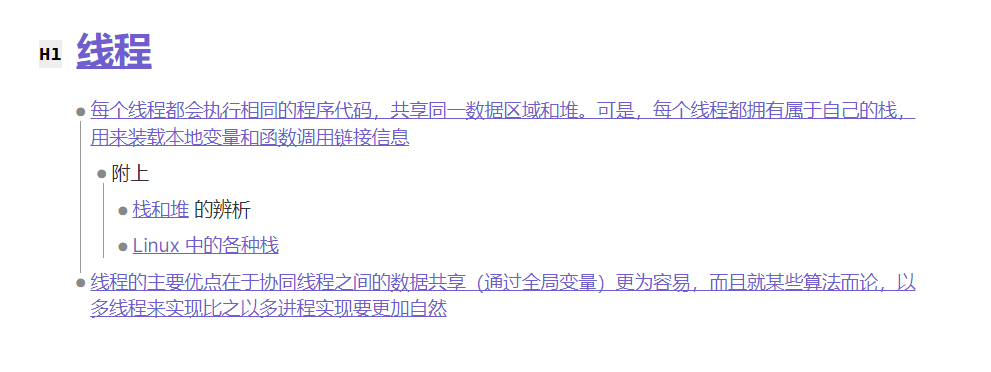 H1 线程
每个线程都会执行相同的程序代码，共享同一数据区域和堆。可是，每个线程都拥有属于自己的栈，
用来装载本地变量和函数调用链接信息
附上
栈和堆 的辨析
Linux 中的各种栈
线程的主要优点在于协同线程之间的数据共享（通过全局变量）更为容易，而且就某些算法而论，以
多线程来实现比之以多进程实现要更加自然